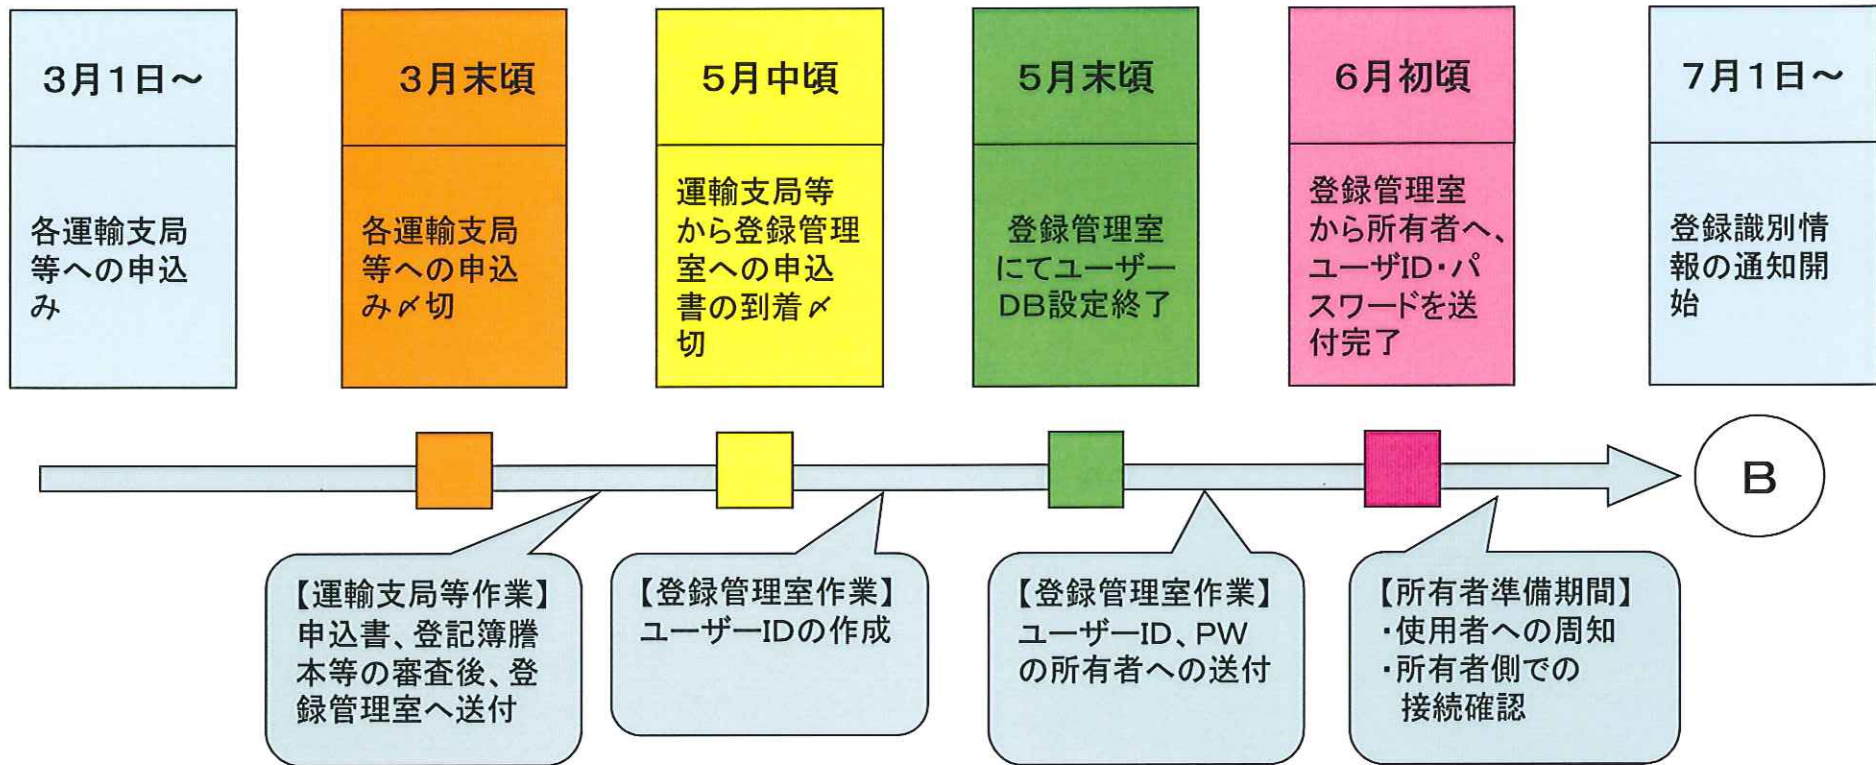 3月1日～
各運輸支局
等への申込
み
3月末頃
各運輸支局
等への申込
み〆切
5月中頃
運輸支局等
から登録管理
室への申込
書の到着〆
切
5月末頃
登録管理室
にてユーザー
DB設定終了
6月初頃
登録管理室
から所有者へ、
ユーザID・パ
スワードを送
付完了
7月1日～
登録識別情
報の通知開
始
B
【運輸支局等作業】
申込書、登記簿謄
本等の審査後、登
録管理室へ送付
【登録管理室作業】
ユーザーIDの作成
【登録管理室作業】
ユーザーID、PW
の所有者への送付
【所有者準備期間】
・使用者への周知
・所有者側での
接続確認